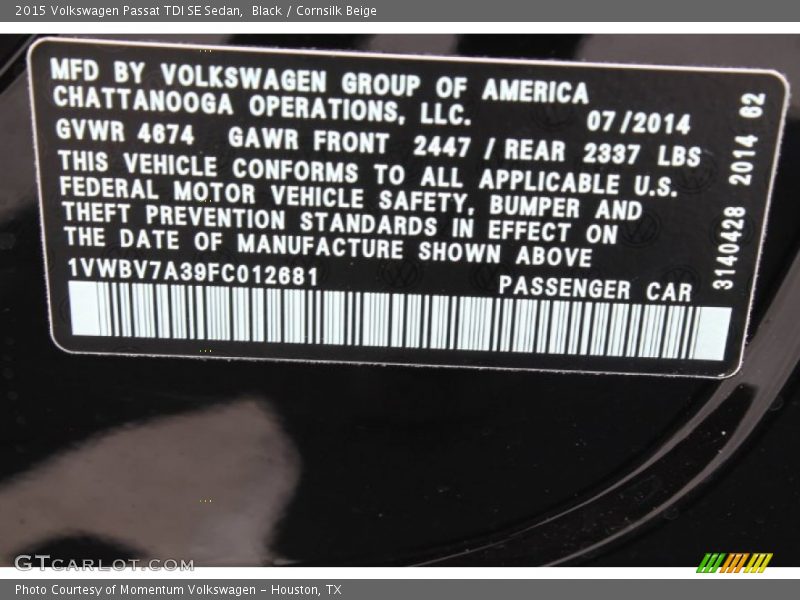 2015 Volkswagen Passat TDI SE Sedan,  Black / Cornsilk Beige
MFD BY VOLKSWAGEN GROUP OF AMERICA
CHATTANOOGA OPERATIONS, LLC. 07/2014
GVWR 4674 GAWR FRONT 2447 / REAR 2337 LBS
THIS VEHICLE CONFORMS TO ALL APPLICABLE U.S.
FEDERAL MOTOR VEHICLE SAFETY, BUMPER AND
THEFT PREVENTION STANDARDS IN EFFECT ON
THE DATE OF MANUFACTURE SHOWN ABOVE
1VWBV7A39FC012681 PASSENGER CAR
3140428 2014 62
GTCARLOT.COM
Photo Courtesy of Momentum Volkswagen - Houston, TX